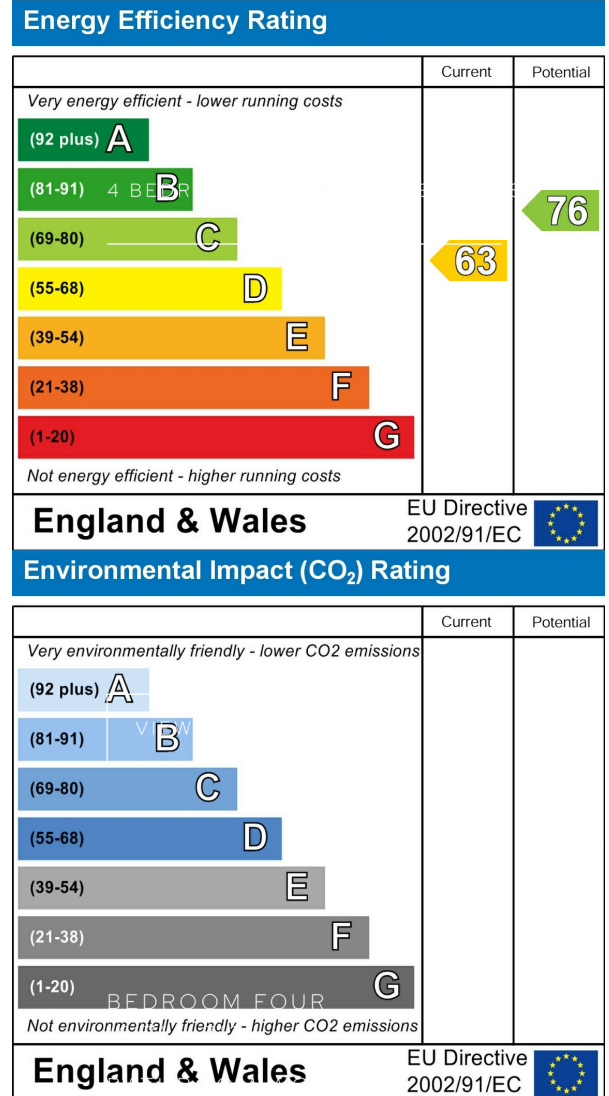 Energy Efficiency Rating
Current Potential
Very energy efficient - lower running costs
(92 plus) A
(81-91) B
4 BE
(69-80) C
(55-68) D
(39-54) E
(21-38) F
(1-20) G
63
76
Not energy efficient - higher running costs
England & Wales
EU Directive
2002/91/EC
Environmental Impact (CO₂) Rating
Current Potential
Very environmentally friendly - lower CO2 emissions
(92 plus) A
(81-91) B
VIEW
(69-80) C
(55-68) D
(39-54) E
(21-38) F
(1-20) G
BEDROOM FOUR
Not environmentally friendly - higher CO2 emissions
England & Wales
EU Directive
2002/91/EC